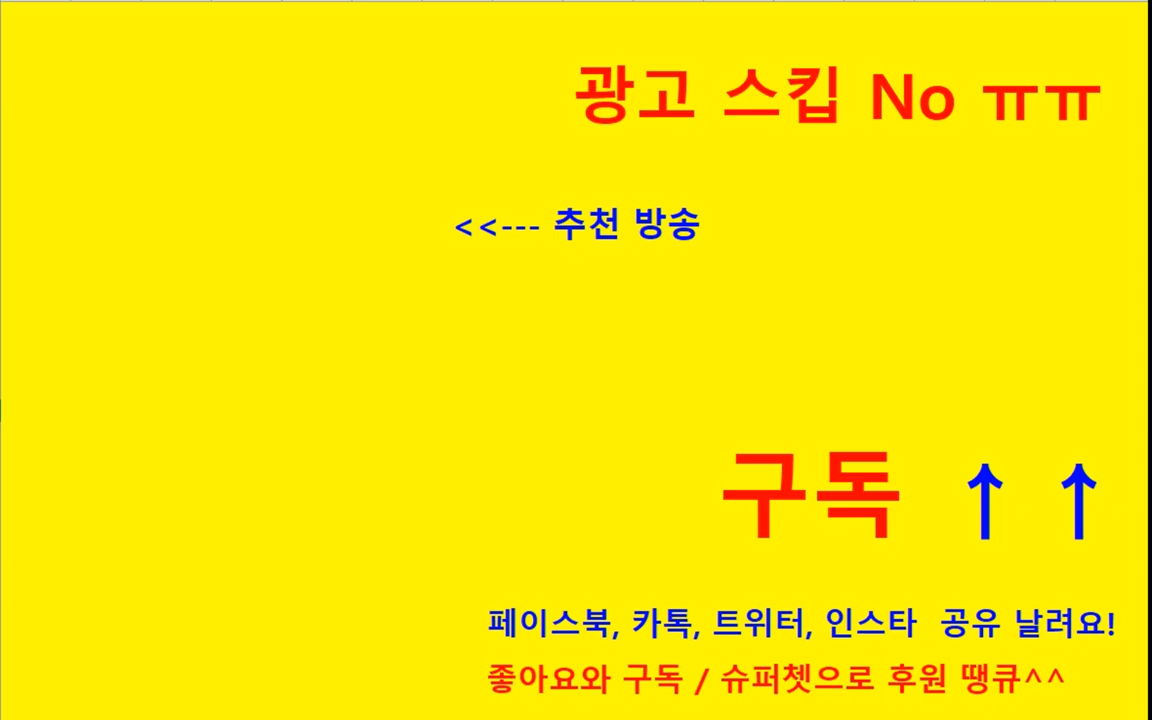 광고 스킵 No ㅠㅠ
<<--- 추천 방송
구독 ↑ ↑
페이스북, 카톡, 트위터, 인스타 공유 날려요!
좋아요와 구독 / 슈퍼쳇으로 후원 땡큐^^